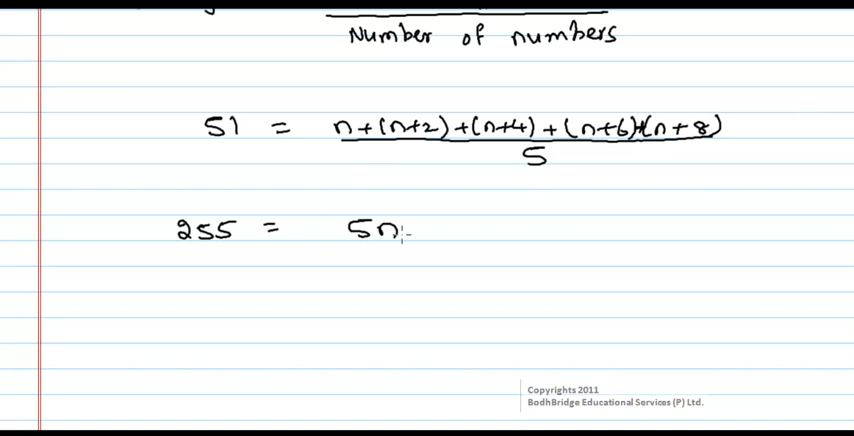 Number of numbers
51 = n+(n+2)+(n+4)+(n+6)+(n+8)
5
255 = 5n
Copyrights 2011
BodhBridge Educational Services (P) Ltd.